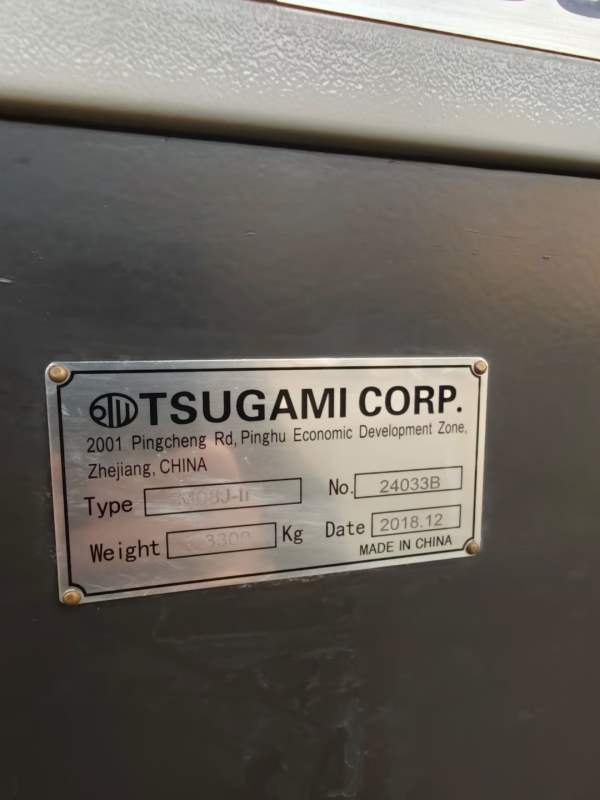 TSUGAMI CORP.
2001 Pingcheng Rd, Pinghu Economic Development Zone,
Zhejiang, CHINA
Type No. 24033B
Weight Kg Date 2018.12
MADE IN CHINA